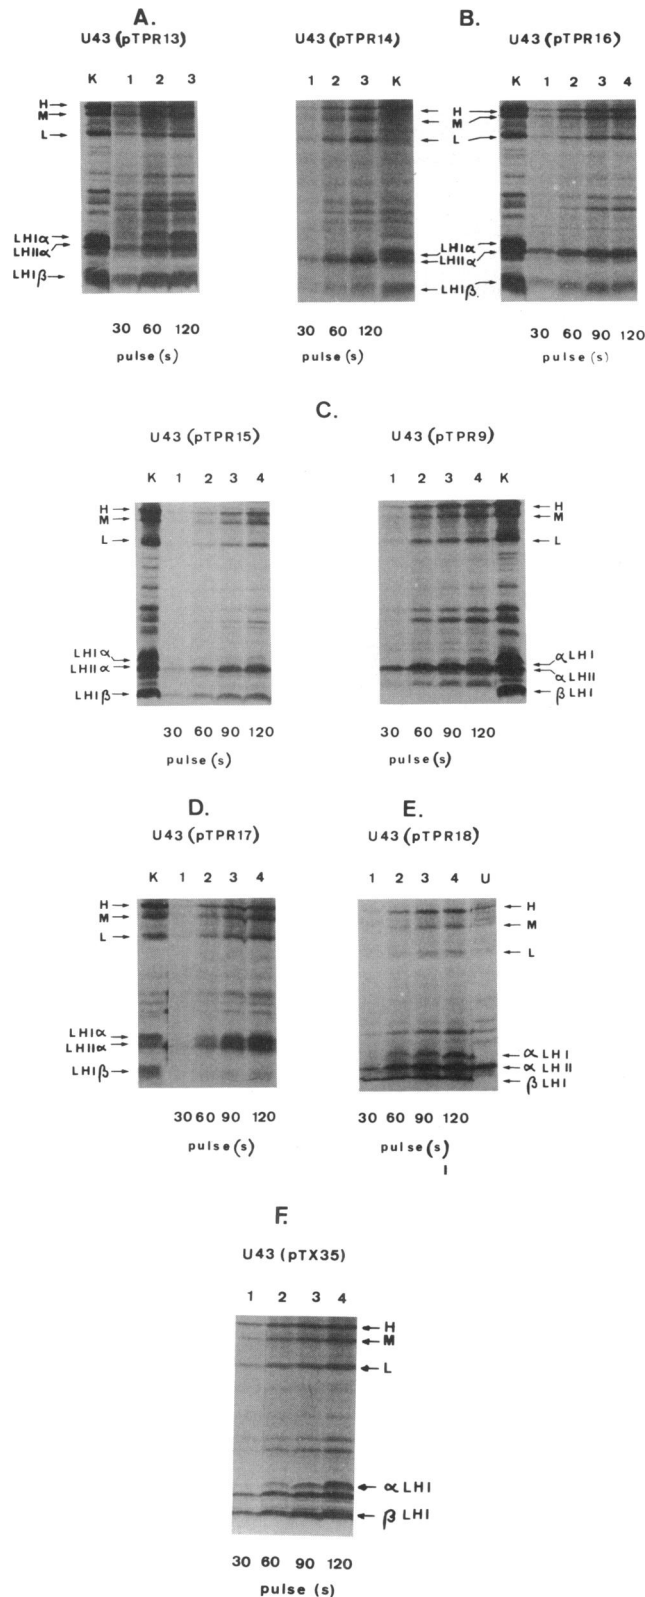 A.
U43 (pTPR13)
K 1 2 3
H
M
L
LHIα
LHIIα
LHIβ
30 60 120
pulse (s)
B.
U43 (pTPR14)
1 2 3 K
H
M
L
LHIα
LHIIα
LHIβ.
30 60 120
pulse (s)
U43 (pTPR16)
K 1 2 3 4
30 60 90 120
pulse (s)
C.
U43 (pTPR15)
K 1 2 3 4
H
M
L
LHIα
LHIIα
LHIβ
30 60 90 120
pulse (s)
U43 (pTPR9)
1 2 3 4 K
H
M
L
α LHI
α LHII
β LHI
30 60 90 120
pulse (s)
D.
U43 (pTPR17)
K 1 2 3 4
H
M
L
LHIα
LHIIα
LHIβ
30 60 90 120
pulse (s)
E.
U43 (pTPR18)
1 2 3 4 U
H
M
L
α LHI
α LHII
β LHI
30 60 90 120
pulse (s)
I
F.
U43 (pTX35)
1 2 3 4
H
M
L
α LHI
β LHI
30 60 90 120
pulse (s)